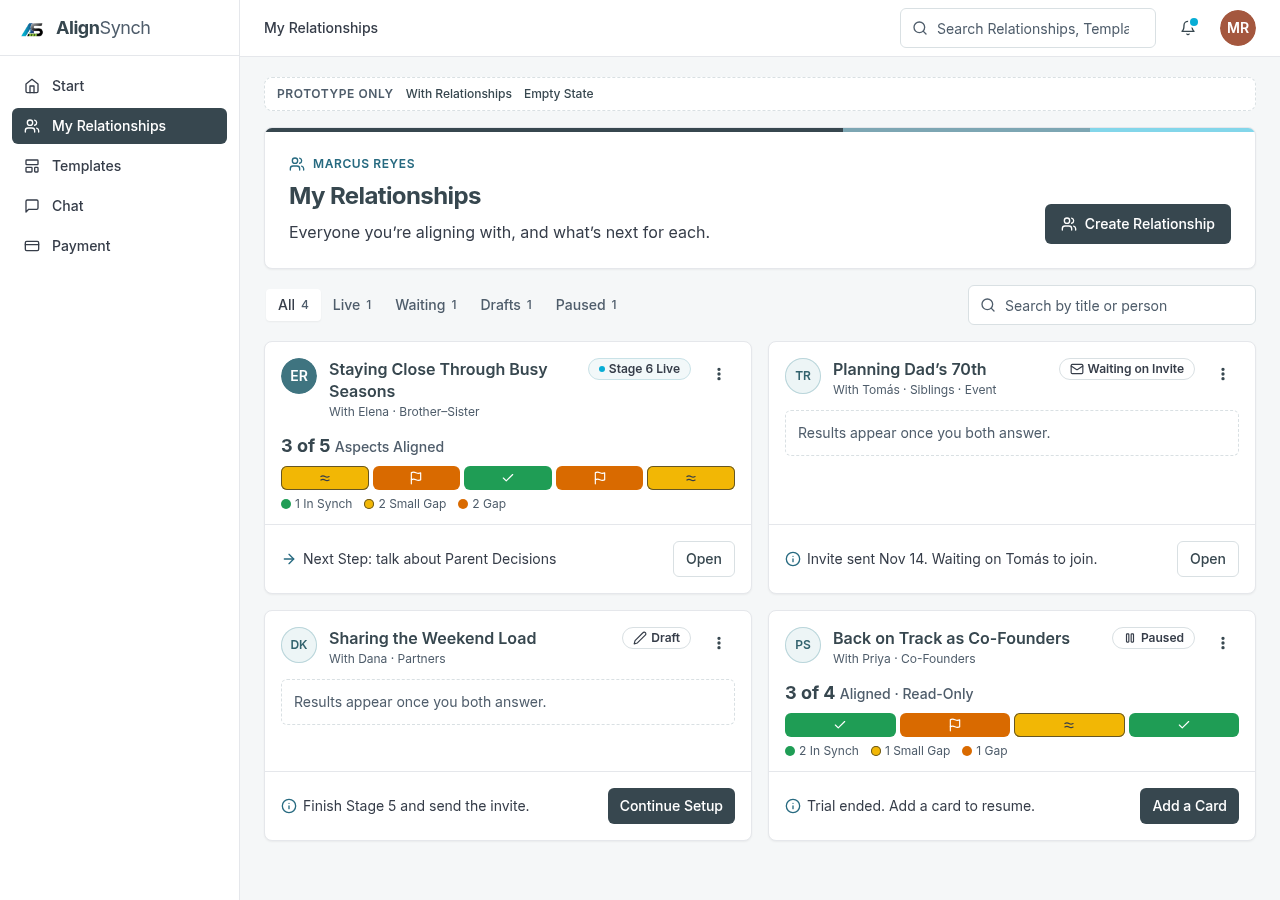 AlignSynch
My Relationships
Search Relationships, Templa
MR
Start
My Relationships
Templates
Chat
Payment
PROTOTYPE ONLY With Relationships Empty State
MARCUS REYES
My Relationships
Everyone you’re aligning with, and what’s next for each.
Create Relationship
All 4 Live 1 Waiting 1 Drafts 1 Paused 1
Search by title or person
ER
Staying Close Through Busy
Seasons
Stage 6 Live
With Elena · Brother–Sister
3 of 5 Aspects Aligned
1 In Synch 2 Small Gap 2 Gap
Next Step: talk about Parent Decisions
Open
TR
Planning Dad’s 70th
Waiting on Invite
With Tomás · Siblings · Event
Results appear once you both answer.
Invite sent Nov 14. Waiting on Tomás to join.
Open
DK
Sharing the Weekend Load
Draft
With Dana · Partners
Results appear once you both answer.
Finish Stage 5 and send the invite.
Continue Setup
PS
Back on Track as Co-Founders
Paused
With Priya · Co-Founders
3 of 4 Aligned · Read-Only
2 In Synch 1 Small Gap 1 Gap
Trial ended. Add a card to resume.
Add a Card